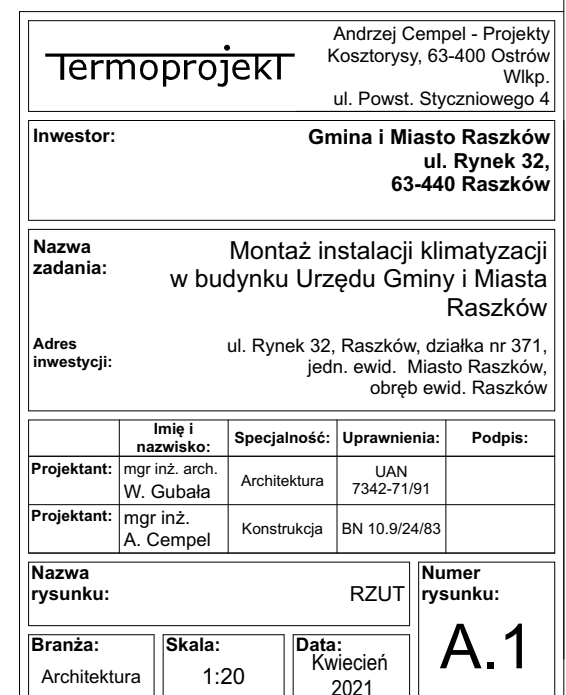 Termoprojekt
Andrzej Cempel - Projekty
Kosztorysy, 63-400 Ostrów
Wlkp.
ul. Powst. Styczniowego 4
Inwestor:
Gmina i Miasto Raszków
ul. Rynek 32,
63-440 Raszków
Nazwa
zadania:
Montaż instalacji klimatyzacji
w budynku Urzędu Gminy i Miasta
Raszków
Adres
inwestycji:
ul. Rynek 32, Raszków, działka nr 371,
jedn. ewid. Miasto Raszków,
obręb ewid. Raszków
Imię i
nazwisko:
Specjalność:
Uprawnienia:
Podpis:
Projektant:
mgr inż. arch.
W. Gubała
Architektura
UAN
7342-71/91
Projektant:
mgr inż.
A. Cempel
Konstrukcja
BN 10.9/24/83
Nazwa
rysunku:
RZUT
Numer
rysunku:
A.1
Branża:
Architektura
Skala:
1:20
Data:
Kwiecień
2021